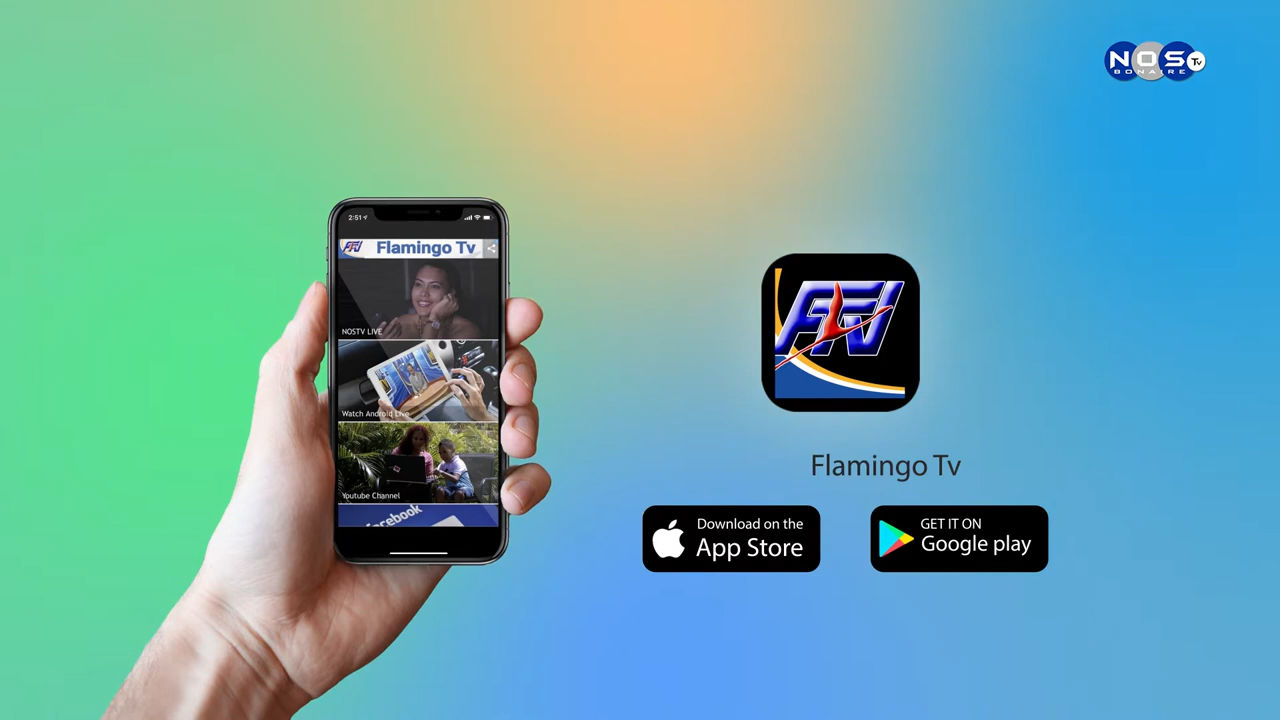 NOS Tv
BONAIRE
2:51
FTV Flamingo Tv
NOSTV LIVE
Watch Android Live
Youtube Channel
facebook
FTV
Flamingo Tv
Download on the
App Store
GET IT ON
Google play